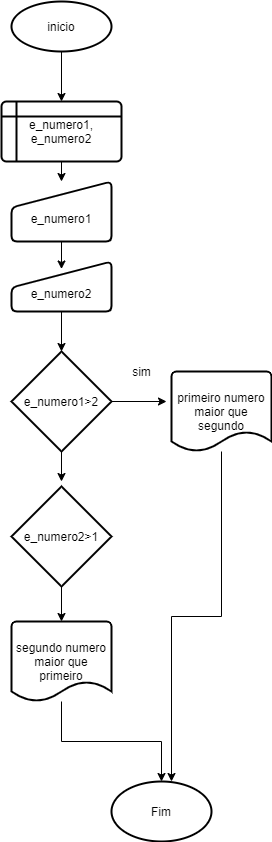 inicio
e_numero1,
e_numero2
e_numero1
e_numero2
e_numero1>2
sim
primeiro numero
maior que
segundo
e_numero2>1
segundo numero
maior que
primeiro
Fim